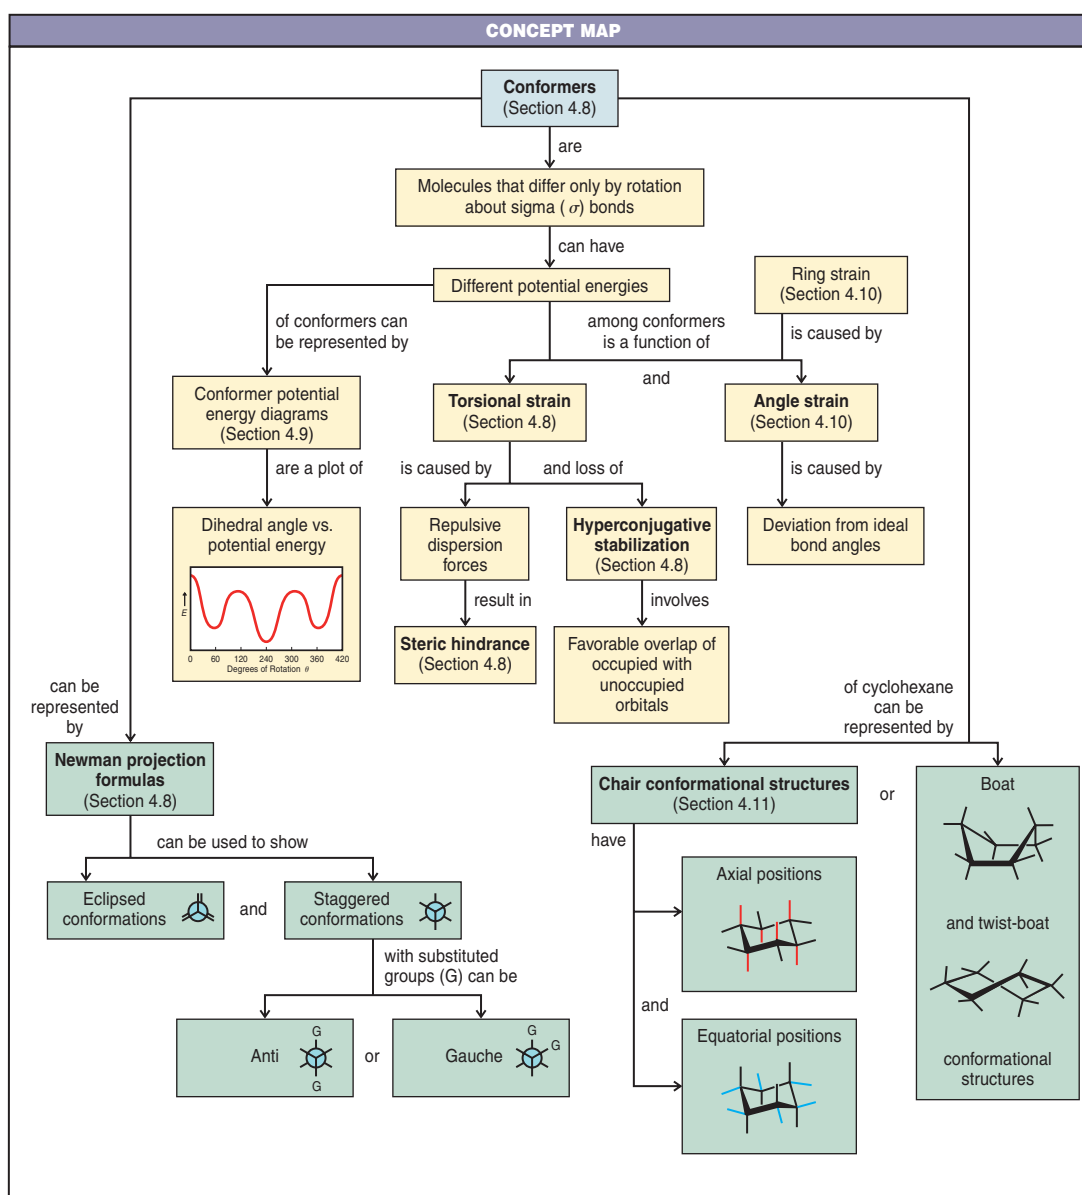 CONCEPT MAP
Conformers
(Section 4.8)
are
Molecules that differ only by rotation
about sigma ( σ) bonds
can have
Different potential energies
Ring strain
(Section 4.10)
of conformers can
be represented by
among conformers
is a function of
is caused by
and
Conformer potential
energy diagrams
(Section 4.9)
Torsional strain
(Section 4.8)
Angle strain
(Section 4.10)
are a plot of
is caused by
and loss of
is caused by
Dihedral angle vs.
potential energy
E
0 60 120 240 300 360 420
Degrees of Rotation θ
Repulsive
dispersion
forces
Hyperconjugative
stabilization
(Section 4.8)
Deviation from ideal
bond angles
result in
involves
Steric hindrance
(Section 4.8)
Favorable overlap of
occupied with
unoccupied
orbitals
can be
represented
by
of cyclohexane
can be
represented by
Newman projection
formulas
(Section 4.8)
Chair conformational structures
(Section 4.11)
or
Boat
and twist-boat
conformational
structures
can be used to show
have
Eclipsed
conformations
and
Staggered
conformations
Axial positions
with substituted
groups (G) can be
and
Anti
G
G
or
Gauche
G
G
Equatorial positions